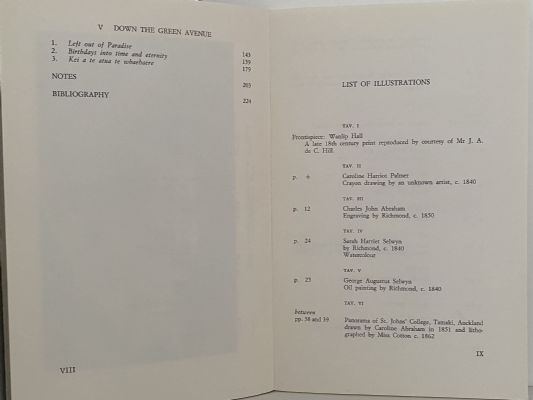 V DOWN THE GREEN AVENUE
1. Left out of Paradise 143
2. Birthdays into time and eternity 159
3. Kei a te atua te whaehaere 179
NOTES 203
BIBLIOGRAPHY 224
VIII
LIST OF ILLUSTRATIONS
TAV. I
Frontispiece: Wanlip Hall
A late 18th century print reproduced by courtesy of Mr J. A.
de C. Hill.
TAV. II
p. 6 Caroline Harriet Palmer
Crayon drawing by an unknown artist, c. 1840
TAV. III
p. 12 Charles John Abraham
Engraving by Richmond, c. 1850
TAV. IV
p. 24 Sarah Harriet Selwyn
by Richmond, c. 1840
Watercolour
TAV. V
p. 25 George Augustus Selwyn
Oil painting by Richmond, c. 1840
TAV. VI
between
pp. 38 and 39 Panorama of St. Johns' College, Tamaki, Auckland
drawn by Caroline Abraham in 1851 and litho-
graphed by Miss Cotton c. 1862
IX